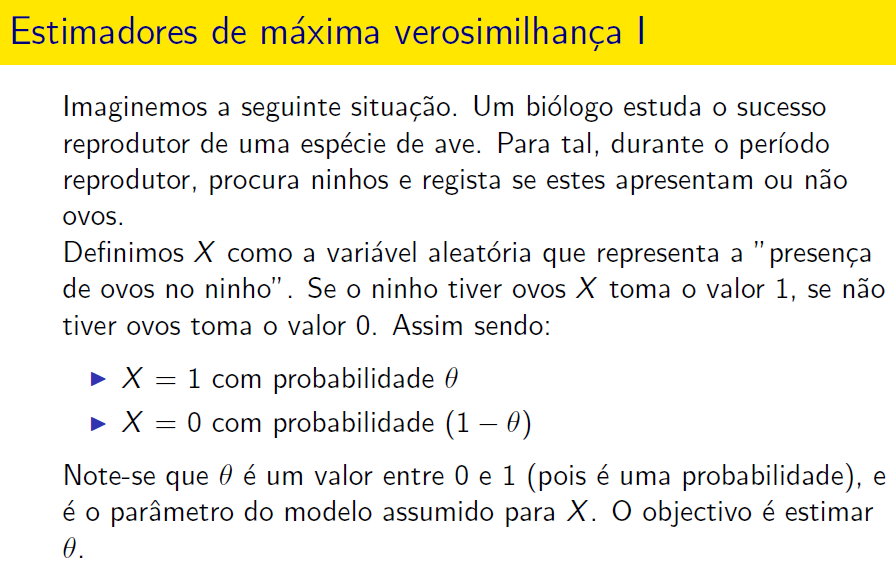 Estimadores de máxima verosimilhança I
Imaginemos a seguinte situação. Um biólogo estuda o sucesso
reprodutor de uma espécie de ave. Para tal, durante o período
reprodutor, procura ninhos e regista se estes apresentam ou não
ovos.
Definimos X como a variável aleatória que representa a "presença
de ovos no ninho". Se o ninho tiver ovos X toma o valor 1, se não
tiver ovos toma o valor 0. Assim sendo:
▶ X = 1 com probabilidade θ
▶ X = 0 com probabilidade (1 − θ)
Note-se que θ é um valor entre 0 e 1 (pois é uma probabilidade), e
é o parâmetro do modelo assumido para X. O objectivo é estimar
θ.